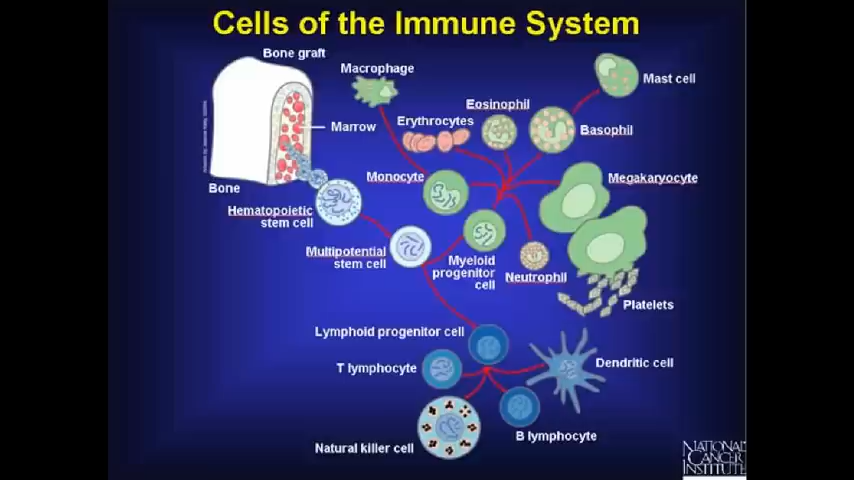 Cells of the Immune System
Bone graft
Macrophage
Mast cell
Eosinophil
Erythrocytes
Marrow
Basophil
Monocyte
Megakaryocyte
Bone
Hematopoietic
stem cell
Multipotential
stem cell
Myeloid
progenitor
cell
Neutrophil
Platelets
Lymphoid progenitor cell
T lymphocyte
Dendritic cell
B lymphocyte
Natural killer cell
NATIONAL
CANCER
INSTITUTE